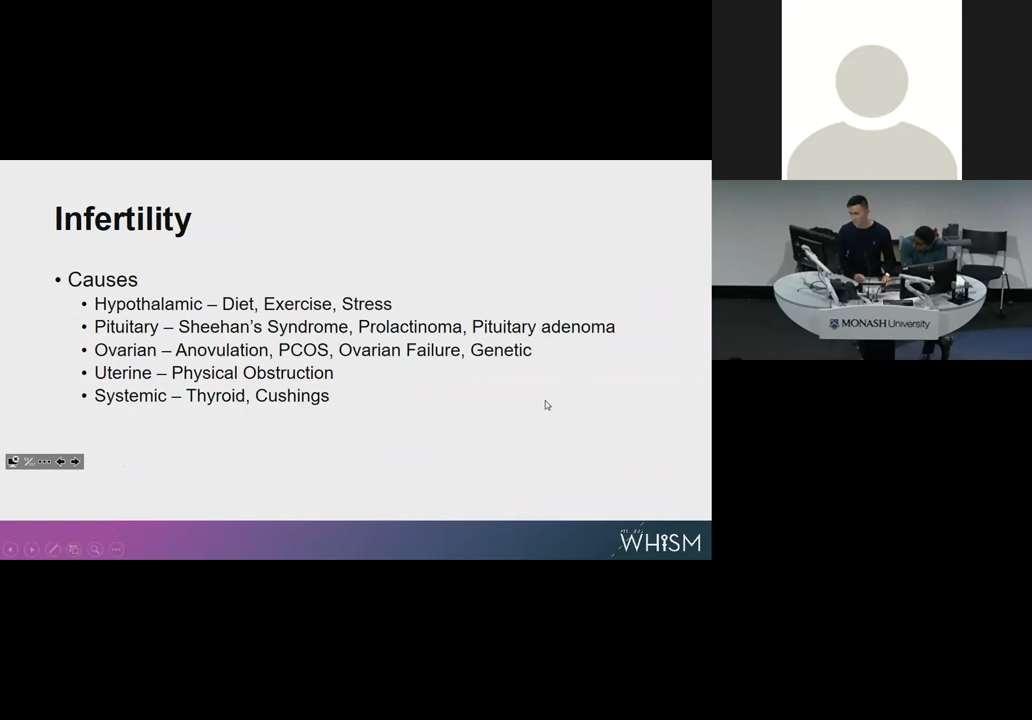 Infertility
• Causes
• Hypothalamic – Diet, Exercise, Stress
• Pituitary – Sheehan's Syndrome, Prolactinoma, Pituitary adenoma
• Ovarian – Anovulation, PCOS, Ovarian Failure, Genetic
• Uterine – Physical Obstruction
• Systemic – Thyroid, Cushings
WHISM
MONASH University